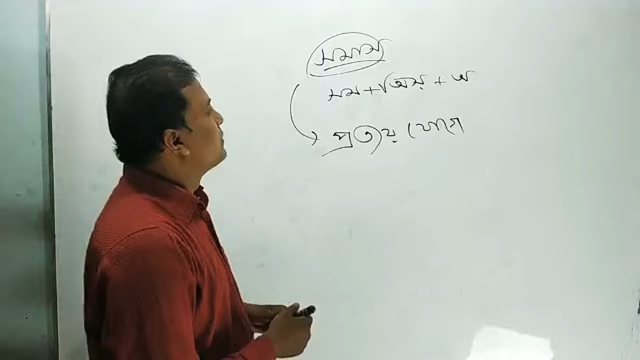 সমাস
সম + √অস + অ
প্রত্যয় যোগে